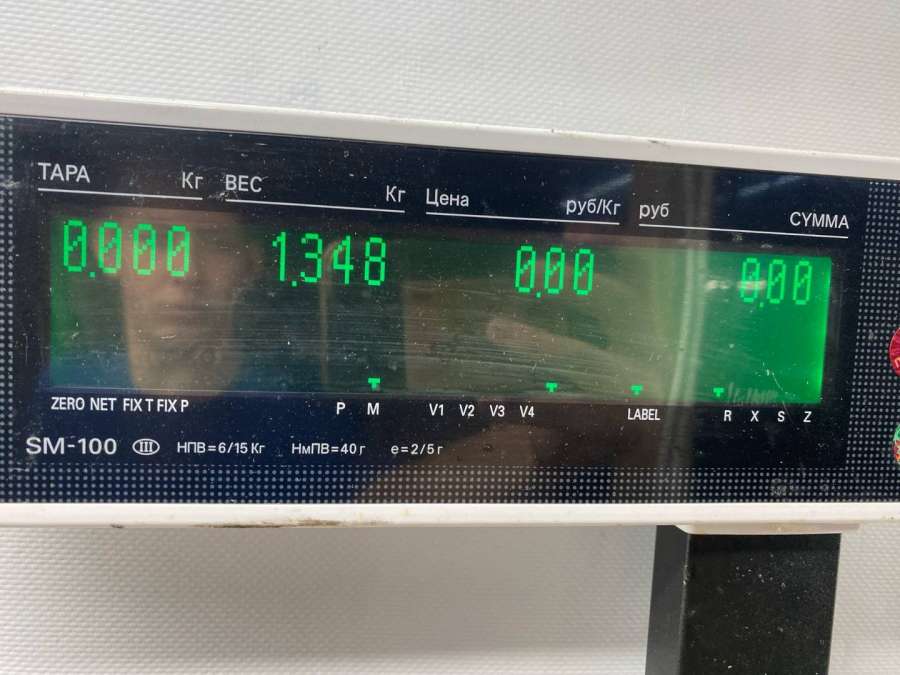 ТАРА Кг ВЕС Кг Цена руб/Кг руб СУММА
0.000 1.348 0.00 0.00
ZERO NET FIX T FIX P P M V1 V2 V3 V4 LABEL R X S Z
SM-100 III НПВ=6/15 Кг НмПВ=40 г e=2/5 г